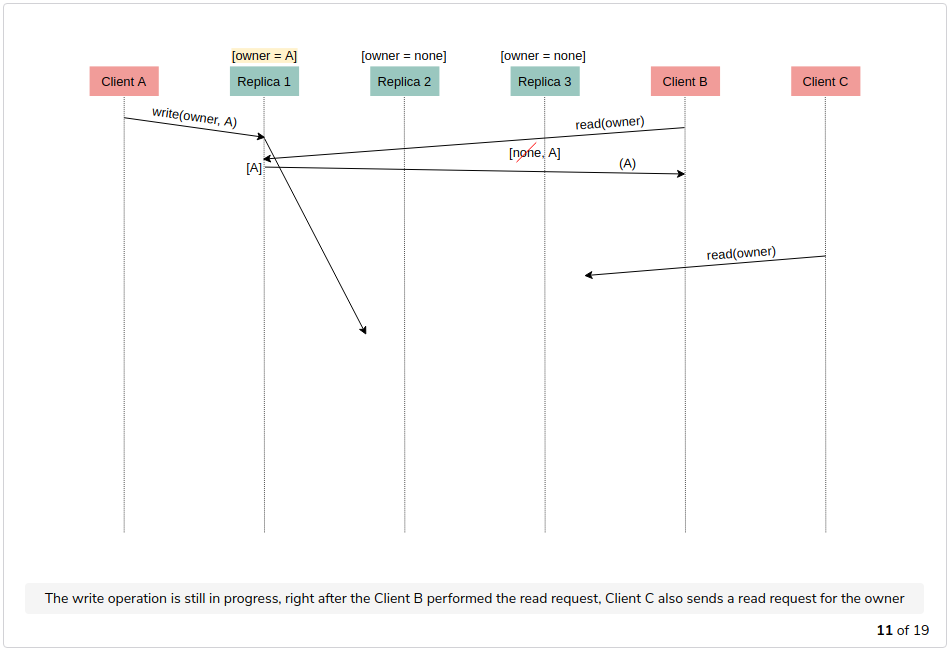 [owner = A] [owner = none] [owner = none]
Client A Replica 1 Replica 2 Replica 3 Client B Client C
write(owner, A)
read(owner)
[none, A]
[A]
(A)
read(owner)
The write operation is still in progress, right after the Client B performed the read request, Client C also sends a read request for the owner
11 of 19